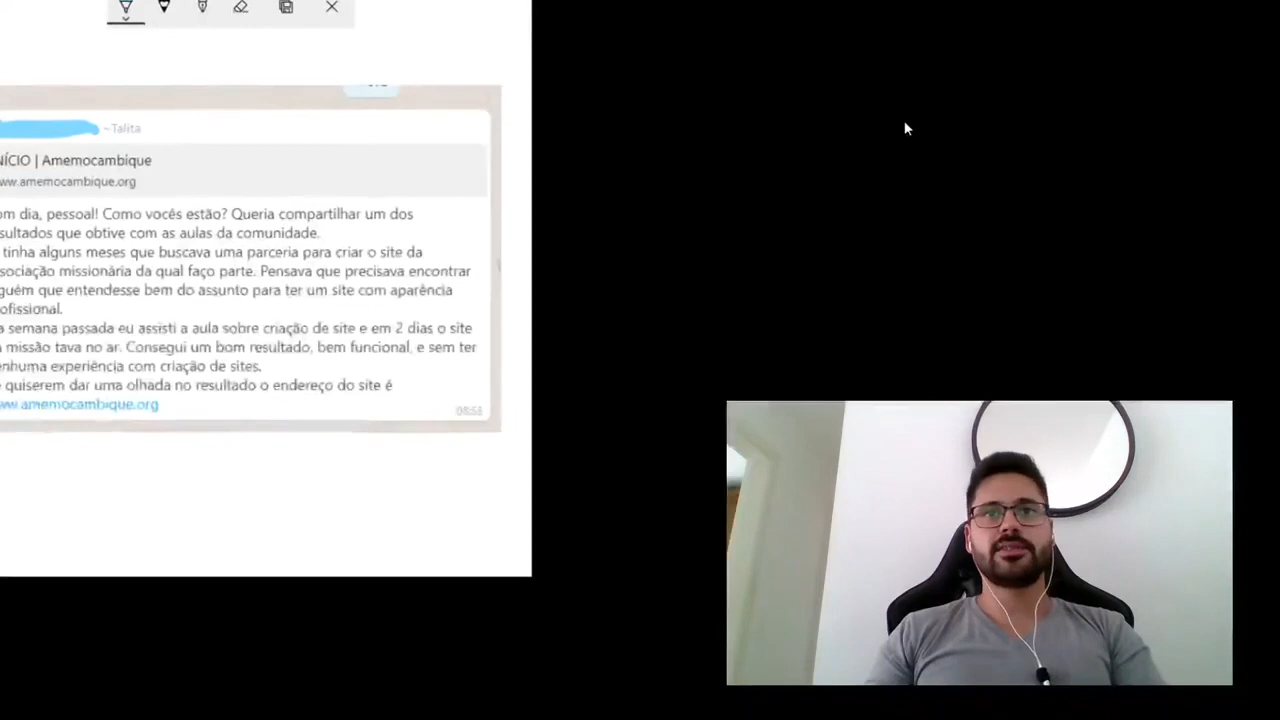 ~Talita
NÍCIO | Amemocambique
ww.amemocambique.org
om dia, pessoal! Como vocês estão? Queria compartilhar um dos
sultados que obtive com as aulas da comunidade.
tinha alguns meses que buscava uma parceria para criar o site da
sociação missionária da qual faço parte. Pensava que precisava encontrar
guém que entendesse bem do assunto para ter um site com aparência
ofissional.
a semana passada eu assisti a aula sobre criação de site e em 2 dias o site
missão tava no ar. Consegui um bom resultado, bem funcional, e sem ter
enhuma experiência com criação de sites.
quiserem dar uma olhada no resultado o endereço do site é
ww.amemocambique.org
08:58